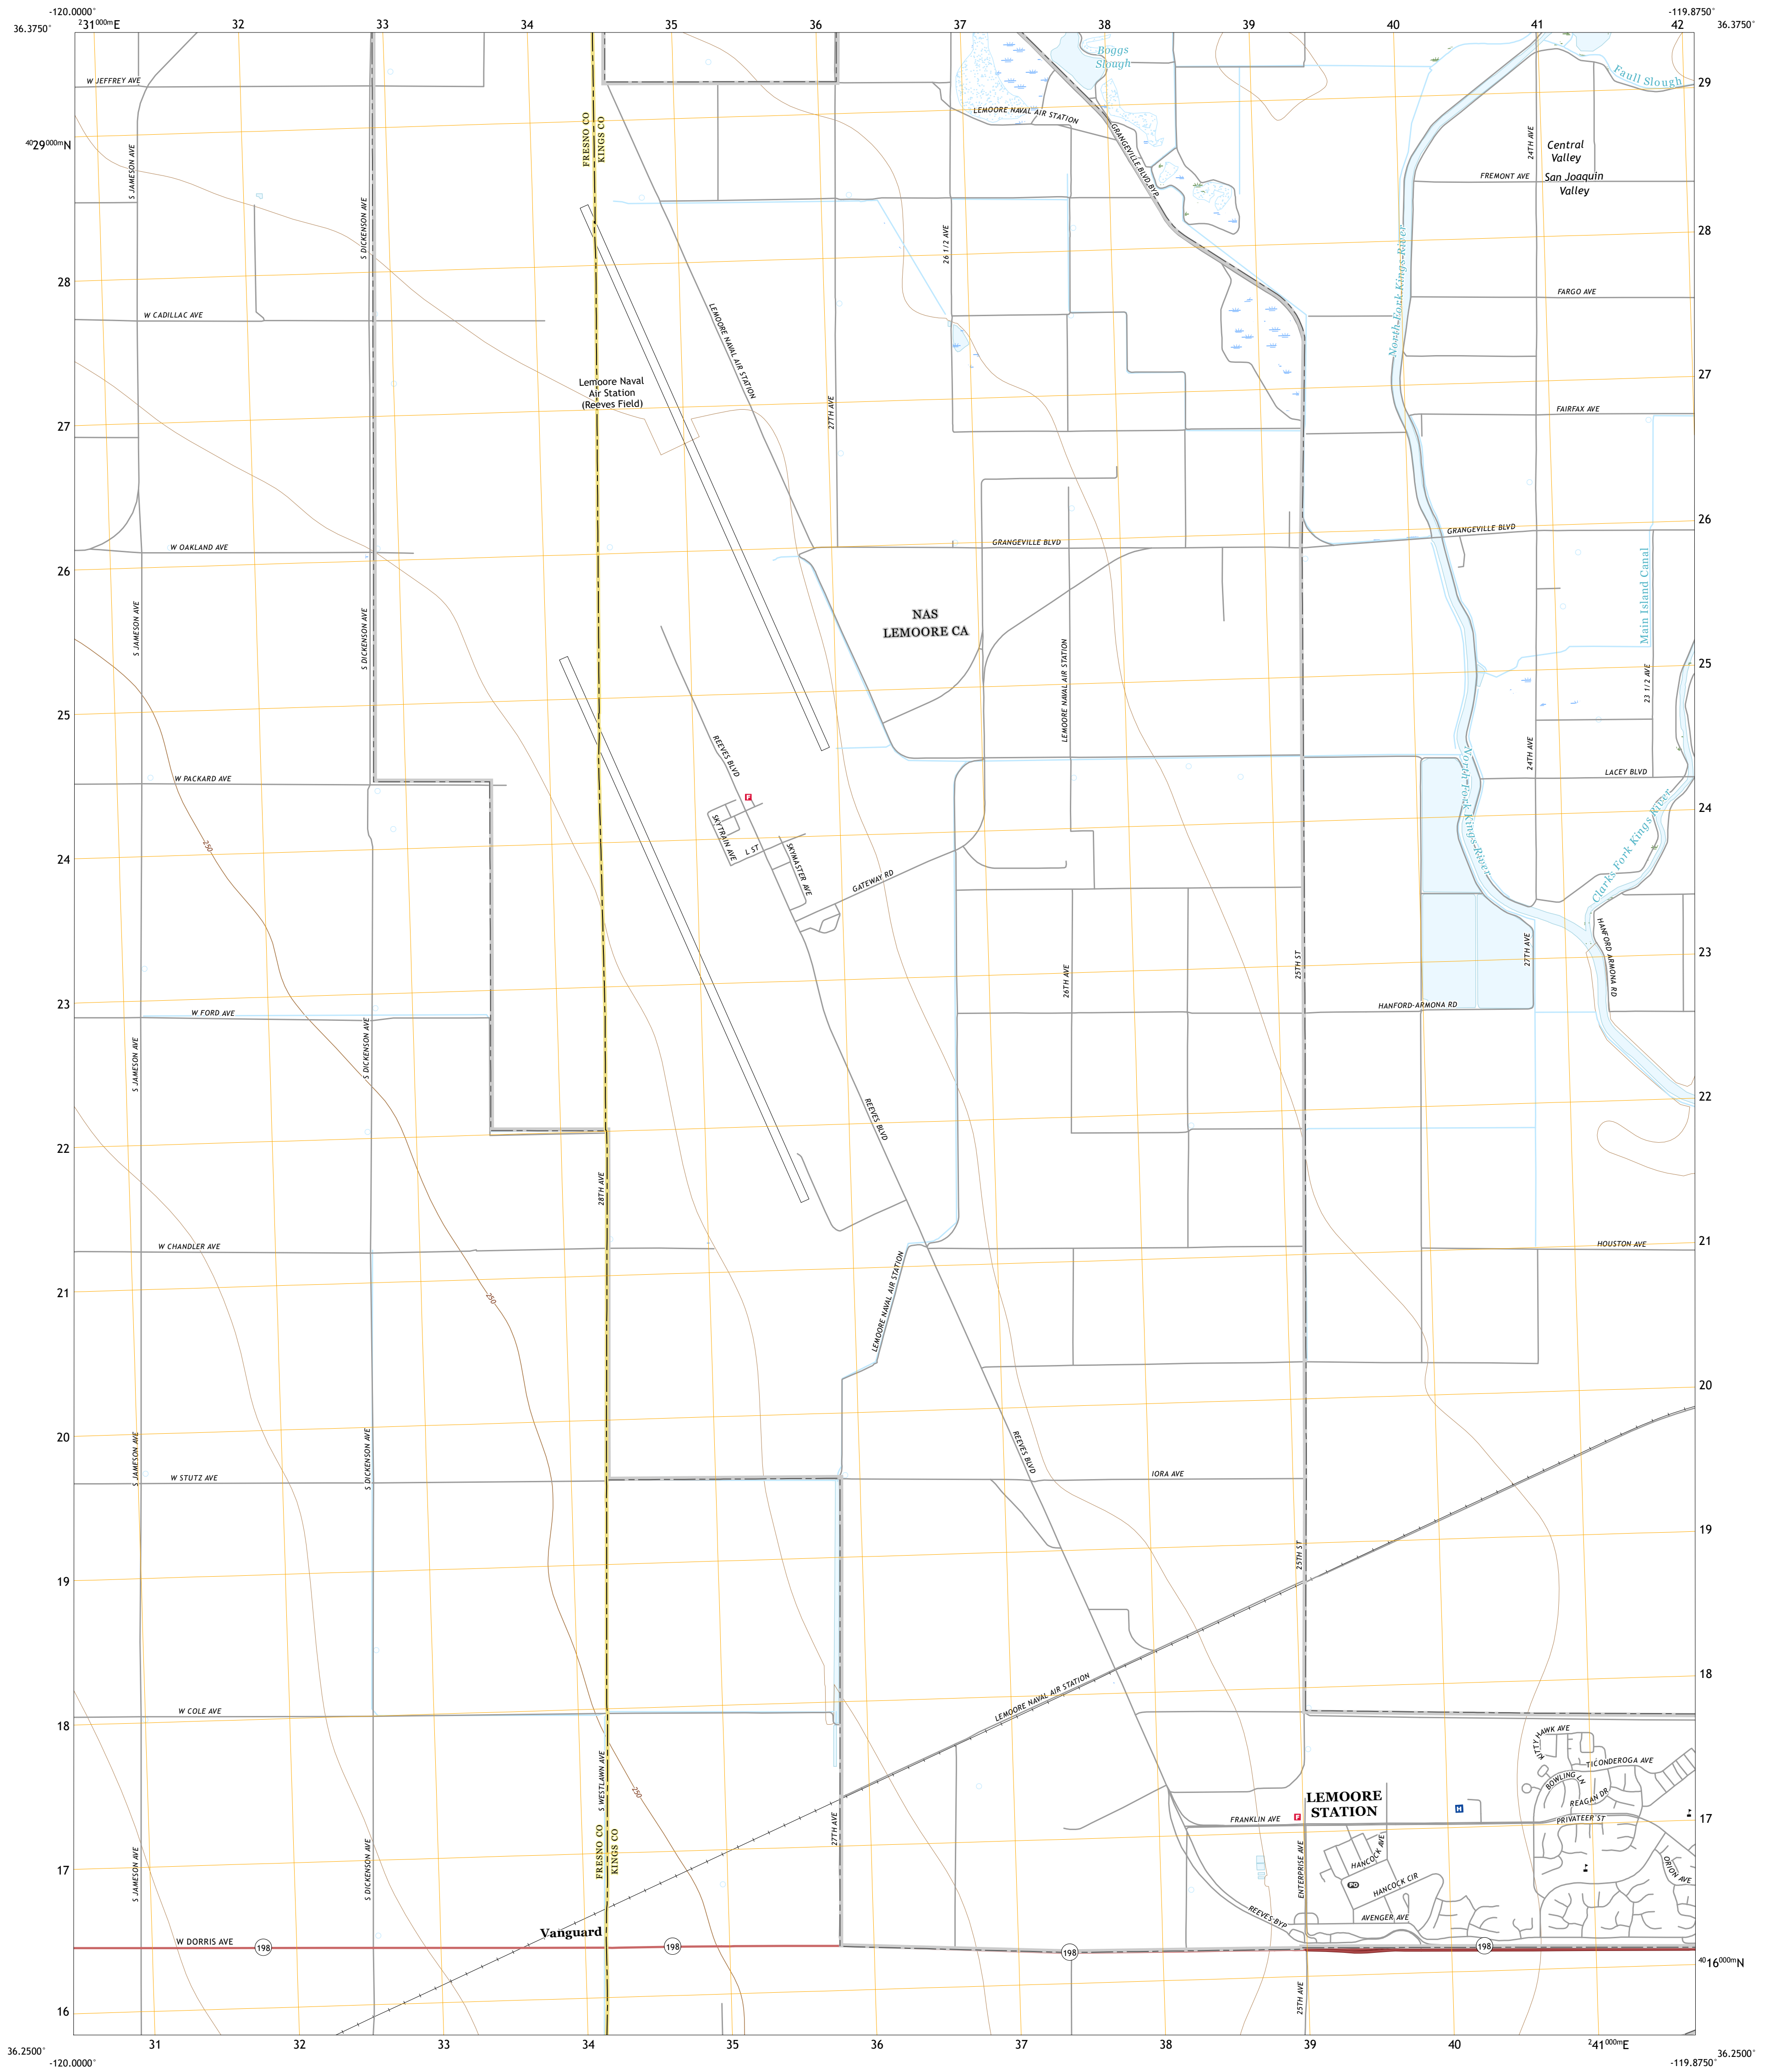 -120.0000°
-119.8750°
36.3750°
²31⁰⁰⁰ᵐE
32
33
34
35
36
37
38
39
40
41
42
36.3750°
Boggs
Slough
Faull Slough
W JEFFREY AVE
29
LEMOORE NAVAL AIR STATION
FRESNO CO
KINGS CO
GRANGEVILLE BLVD BYP
24TH AVE
⁴⁰29⁰⁰⁰ᵐN
Central
Valley
S JAMESON AVE
FREMONT AVE
San Joaquin
Valley
S DICKENSON AVE
26 1/2 AVE
28
North Fork Kings River
28
FARGO AVE
W CADILLAC AVE
LEMOORE NAVAL AIR STATION
27
Lemoore Naval
Air Station
(Reeves Field)
27TH AVE
FAIRFAX AVE
27
26
GRANGEVILLE BLVD
W OAKLAND AVE
GRANGEVILLE BLVD
26
Main Island Canal
NAS
LEMOORE CA
S JAMESON AVE
S DICKENSON AVE
LEMOORE NAVAL AIR STATION
25
23 1/2 AVE
25
REEVES BLVD
24TH AVE
W PACKARD AVE
LACEY BLVD
F
24
North Fork Kings River
Clarks Fork Kings River
250
SKYTRAIN AVE
L ST
SKYMASTER AVE
24
GATEWAY RD
HANFORD ARMONA RD
27TH AVE
23
25TH ST
26TH AVE
23
HANFORD-ARMONA RD
W FORD AVE
S JAMESON AVE
S DICKENSON AVE
22
REEVES BLVD
22
28TH AVE
W CHANDLER AVE
21
HOUSTON AVE
LEMOORE NAVAL AIR STATION
21
250
20
20
S JAMESON AVE
S DICKENSON AVE
REEVES BLVD
W STUTZ AVE
IORA AVE
19
25TH ST
19
18
LEMOORE NAVAL AIR STATION
W COLE AVE
18
KITTY HAWK AVE
TICONDEROGA AVE
S WESTLAWN AVE
BOWLING LN
250
REAGAN DR
LEMOORE
STATION
H
F
FRANKLIN AVE
PRIVATEER ST
17
27TH AVE
FRESNO CO
KINGS CO
S JAMESON AVE
S DICKENSON AVE
17
ENTERPRISE AVE
HANCOCK AVE
ORION AVE
PO
HANCOCK CIR
REEVES BYP
AVENGER AVE
Vanguard
W DORRIS AVE
198
198
198
198
⁴⁰16⁰⁰⁰ᵐN
25TH AVE
16
31
32
33
34
35
36
37
38
39
40
²41⁰⁰⁰ᵐE
36.2500°
36.2500°
-120.0000°
-119.8750°